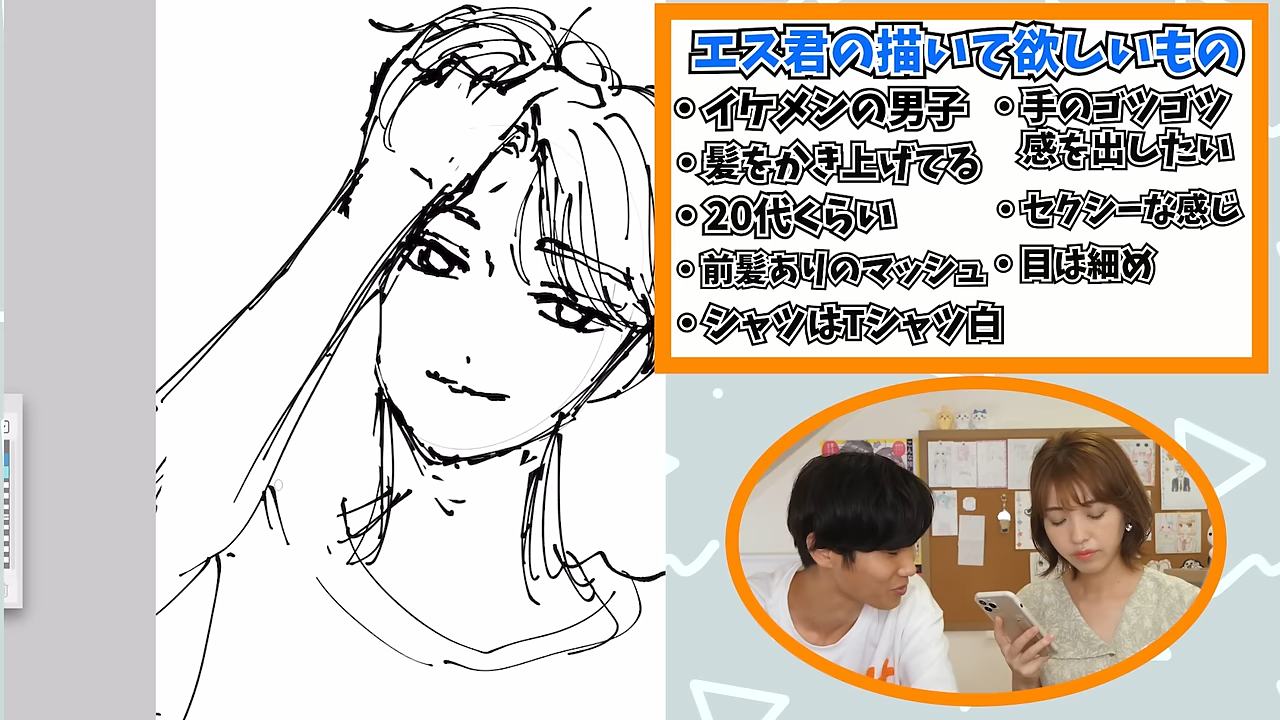 エス君の描いて欲しいもの
・イケメンの男子
・髪をかき上げてる
・20代くらい
・前髪ありのマッシュ
・シャツはTシャツ白
・手のゴツゴツ
感を出したい
・セクシーな感じ
・目は細め